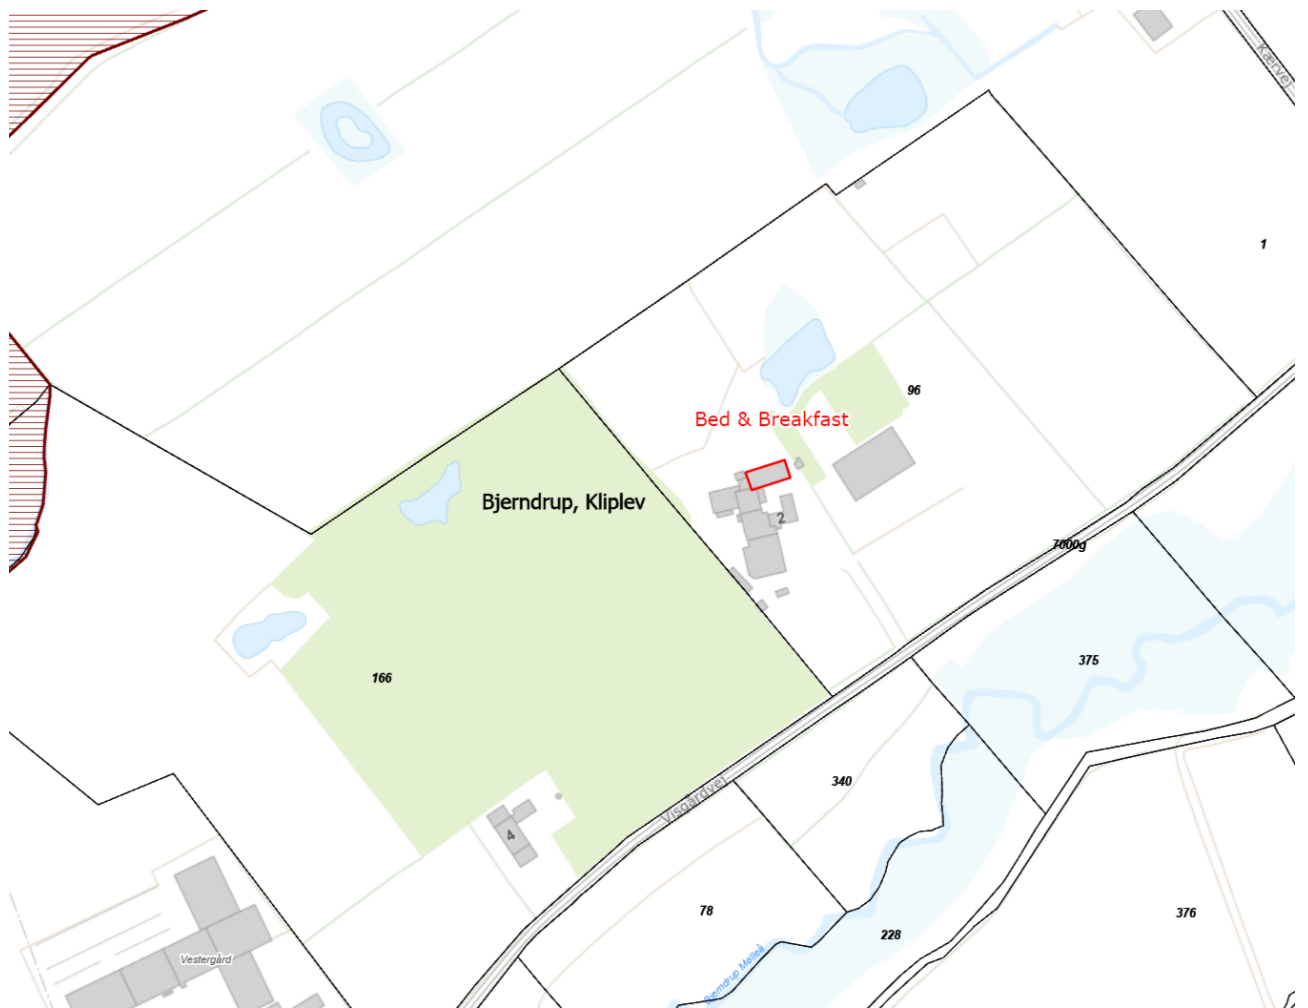 Kærvej
1
96
Bed & Breakfast
Bjerndrup, Kliplev
2
7000g
375
166
340
Visgårdvej
4
78
376
228
Vestergård
Bjerndrup Mølleå